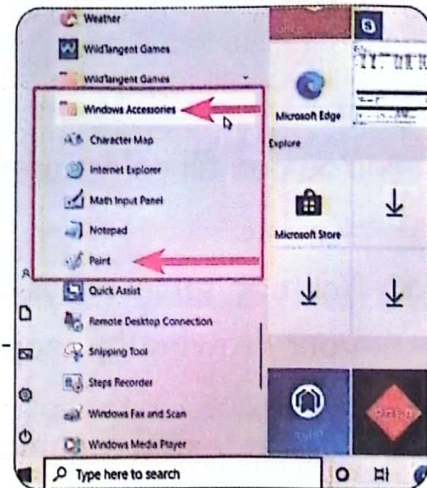 Weather
WildTangent Games
WildTangent Games
Windows Accessories
Character Map
Internet Explorer
Math Input Panel
Notepad
Paint
Quick Assist
Remote Desktop Connection
Snipping Tool
Steps Recorder
Windows Fax and Scan
Windows Media Player
Type here to search
Microsoft Edge
Explore
Microsoft Store